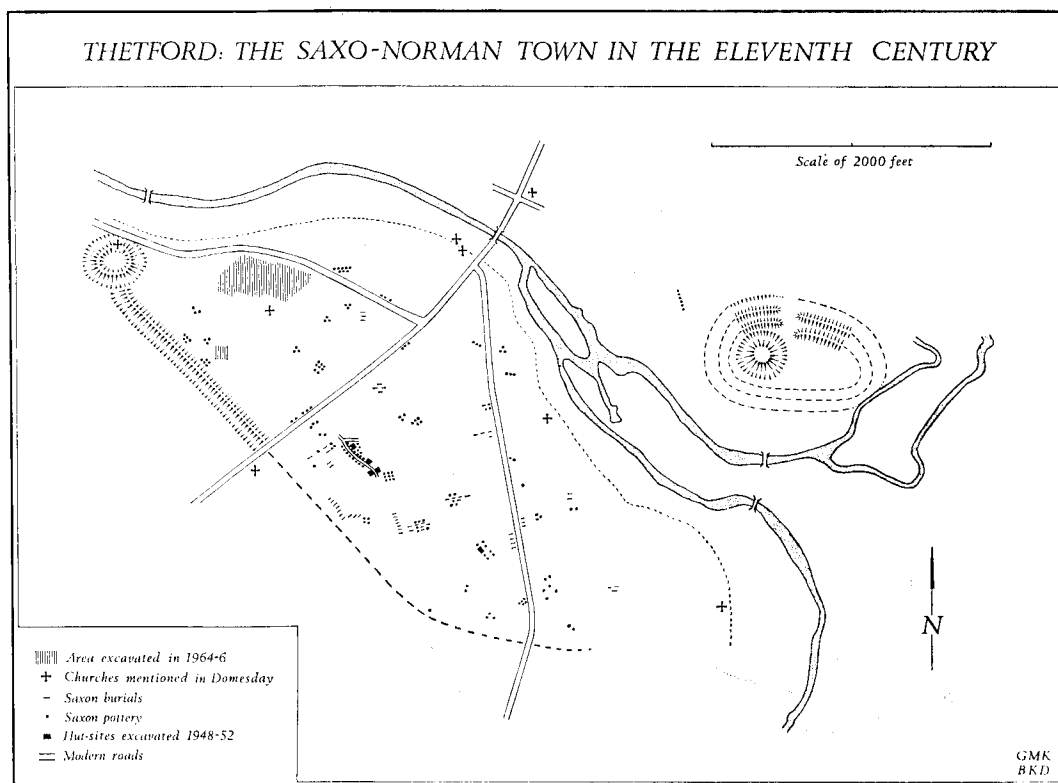 THETFORD: THE SAXO-NORMAN TOWN IN THE ELEVENTH CENTURY
Scale of 2000 feet
N
Area excavated in 1964-6
Churches mentioned in Domesday
Saxon burials
Saxon pottery
Hut-sites excavated 1948-52
Modern roads
GMK
BKD